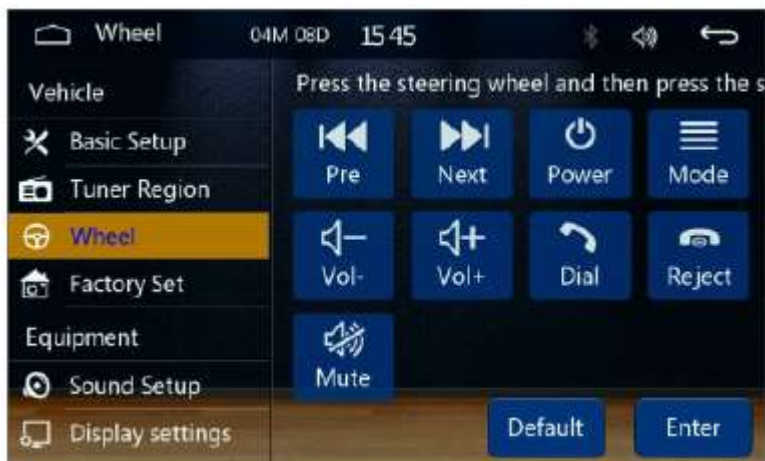 Wheel 04M 08D 15 45
Vehicle
Basic Setup
Tuner Region
Wheel
Factory Set
Equipment
Sound Setup
Display settings
Press the steering wheel and then press the s
Pre Next Power Mode
Vol- Vol+ Dial Reject
Mute
Default Enter